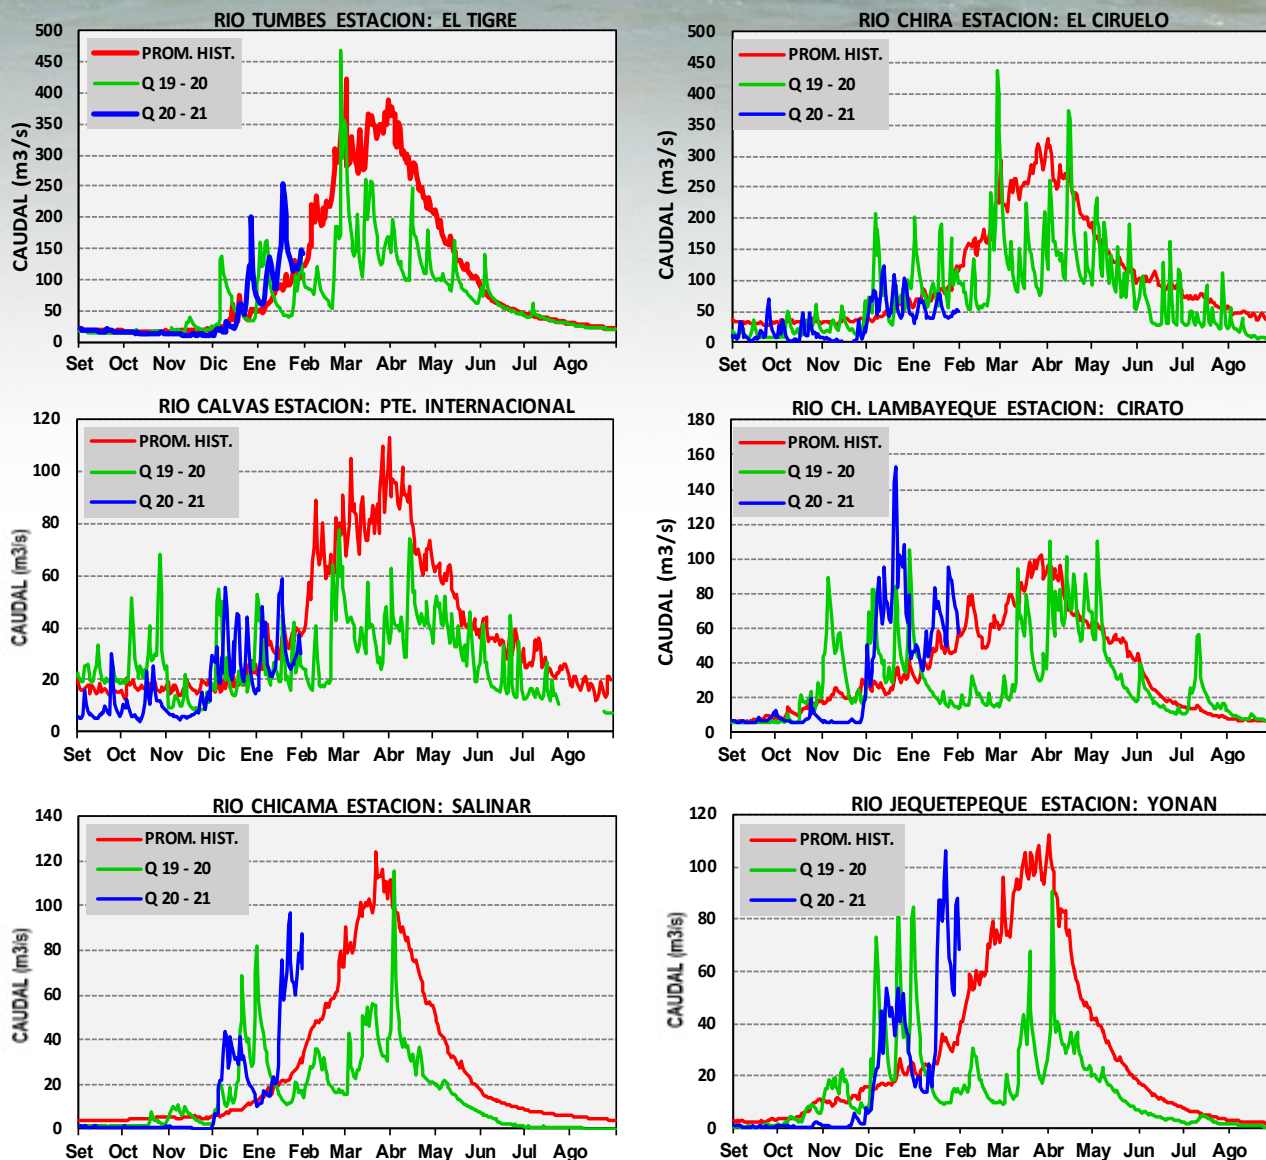 RIO TUMBES ESTACION: EL TIGRE
CAUDAL (m3/s)
500
450
400
350
300
250
200
150
100
50
0
PROM. HIST.
Q 19 - 20
Q 20 - 21
Set Oct Nov Dic Ene Feb Mar Abr May Jun Jul Ago
RIO CHIRA ESTACION: EL CIRUELO
CAUDAL (m3/s)
500
450
400
350
300
250
200
150
100
50
0
PROM. HIST.
Q 19 - 20
Q 20 - 21
Set Oct Nov Dic Ene Feb Mar Abr May Jun Jul Ago
RIO CALVAS ESTACION: PTE. INTERNACIONAL
CAUDAL (m3/s)
120
100
80
60
40
20
0
PROM. HIST.
Q 19 - 20
Q 20 - 21
Set Oct Nov Dic Ene Feb Mar Abr May Jun Jul Ago
RIO CH. LAMBAYEQUE ESTACION: CIRATO
CAUDAL (m3/s)
180
160
140
120
100
80
60
40
20
0
PROM. HIST.
Q 19 - 20
Q 20 - 21
Set Oct Nov Dic Ene Feb Mar Abr May Jun Jul Ago
RIO CHICAMA ESTACION: SALINAR
CAUDAL (m3/s)
140
120
100
80
60
40
20
0
PROM. HIST.
Q 19 - 20
Q 20 - 21
Set Oct Nov Dic Ene Feb Mar Abr May Jun Jul Ago
RIO JEQUETEPEQUE ESTACION: YONAN
CAUDAL (m3/s)
120
100
80
60
40
20
0
PROM. HIST.
Q 19 - 20
Q 20 - 21
Set Oct Nov Dic Ene Feb Mar Abr May Jun Jul Ago